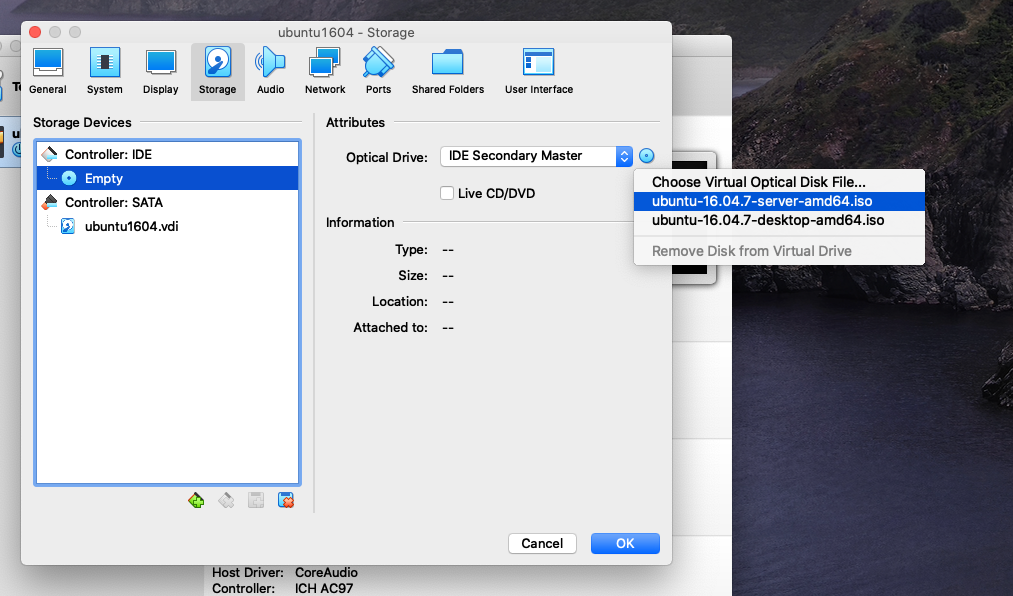 ubuntu1604 - Storage
General
System
Display
Storage
Audio
Network
Ports
Shared Folders
User Interface
Storage Devices
Controller: IDE
Empty
Controller: SATA
ubuntu1604.vdi
Attributes
Optical Drive:
IDE Secondary Master
Live CD/DVD
Information
Type: --
Size: --
Location: --
Attached to: --
Choose Virtual Optical Disk File...
ubuntu-16.04.7-server-amd64.iso
ubuntu-16.04.7-desktop-amd64.iso
Remove Disk from Virtual Drive
Cancel
OK
Host Driver: CoreAudio
Controller: ICH AC97